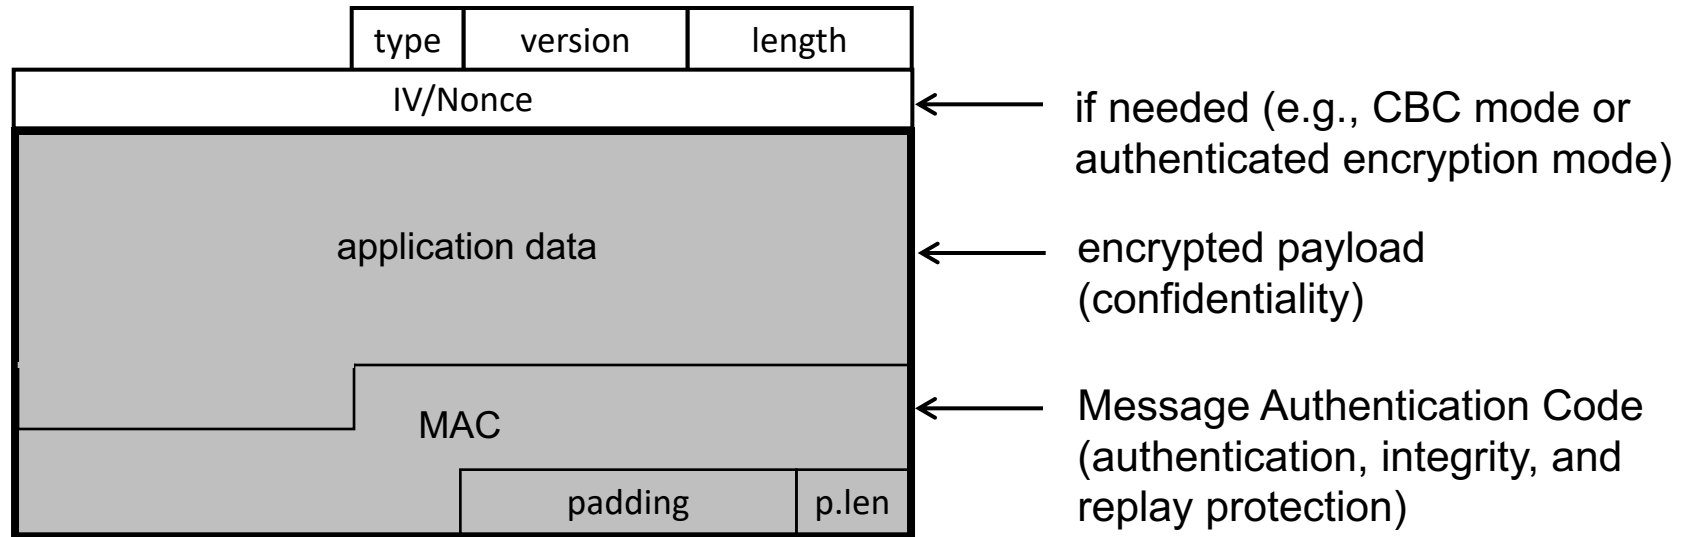 type version length
IV/Nonce
if needed (e.g., CBC mode or
authenticated encryption mode)
application data
encrypted payload
(confidentiality)
MAC
Message Authentication Code
(authentication, integrity, and
replay protection)
padding p.len